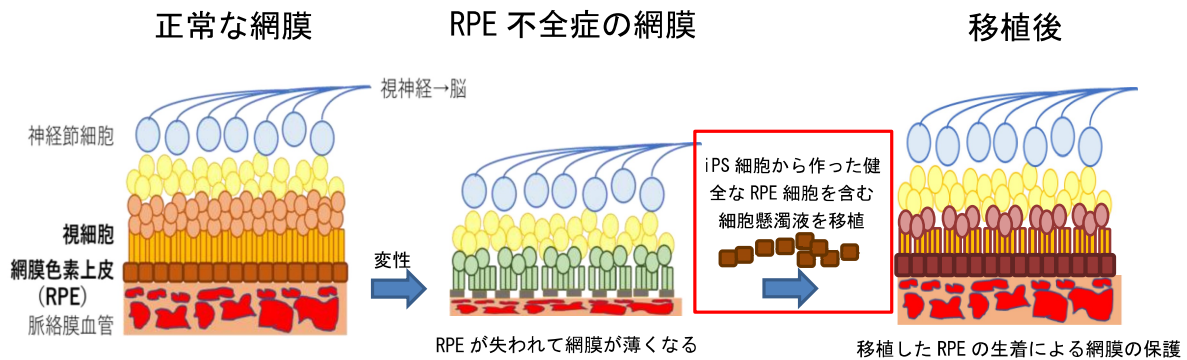 正常な網膜
RPE 不全症の網膜
移植後
視神経→脳
神経節細胞
視細胞
網膜色素上皮
(RPE)
脈絡膜血管
変性
iPS 細胞から作った健
全な RPE 細胞を含む
細胞懸濁液を移植
RPE が失われて網膜が薄くなる
移植した RPE の生着による網膜の保護